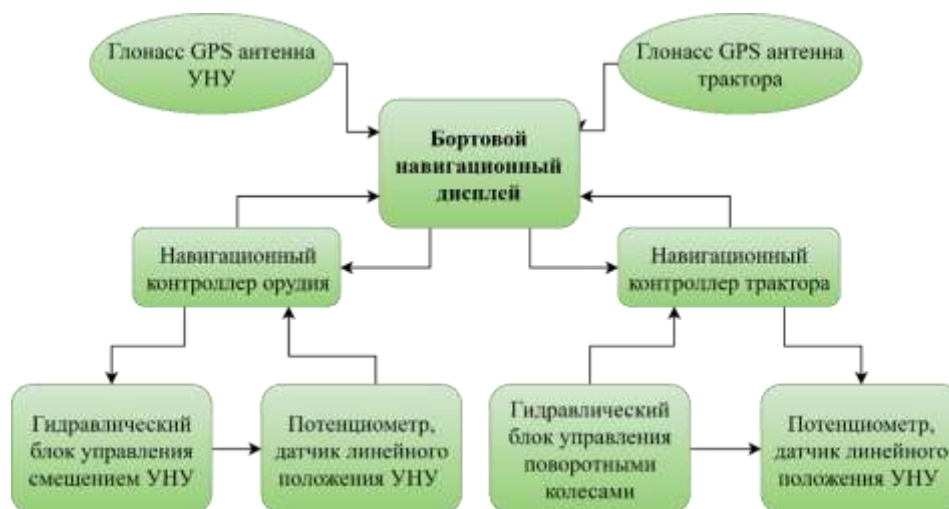 Глонасс GPS антенна
УНУ
Глонасс GPS антенна
трактора
Бортовой
навигационный
дисплей
Навигационный
контроллер орудия
Навигационный
контроллер трактора
Гидравлический
блок управления
смещением УНУ
Потенциометр,
датчик линейного
положения УНУ
Гидравлический
блок управления
поворотными
колесами
Потенциометр,
датчик линейного
положения УНУ